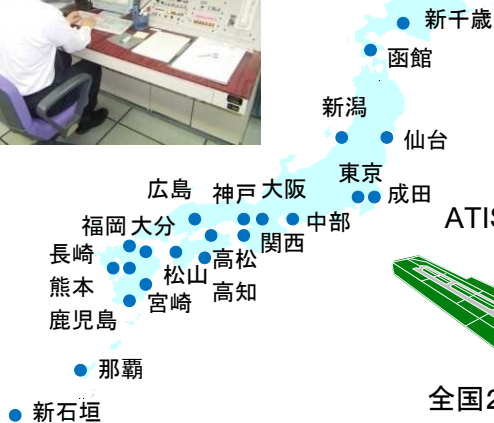 新千歳
函館
新潟
仙台
東京
成田
広島
神戸
大阪
中部
関西
福岡
大分
長崎
松山
高松
熊本
宮崎
高知
鹿児島
那覇
新石垣
ATIS
全国2